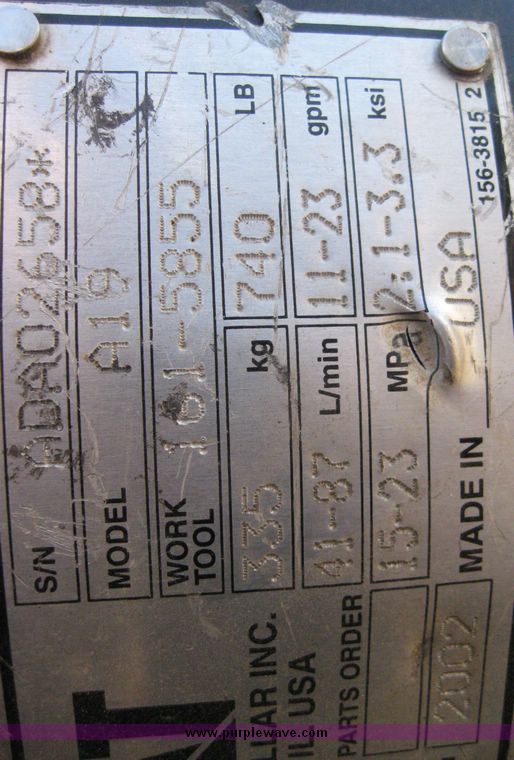 S/N ADA02658*
MODEL A19
WORK TOOL 161-5855
335 kg 740 LB
41-87 L/min 11-23 gpm
15-23 MPa 2.1-3.3 ksi
LLAR INC.
ILL USA
PARTS ORDER
2002
MADE IN USA
156-3815 2
www.purplewave.com